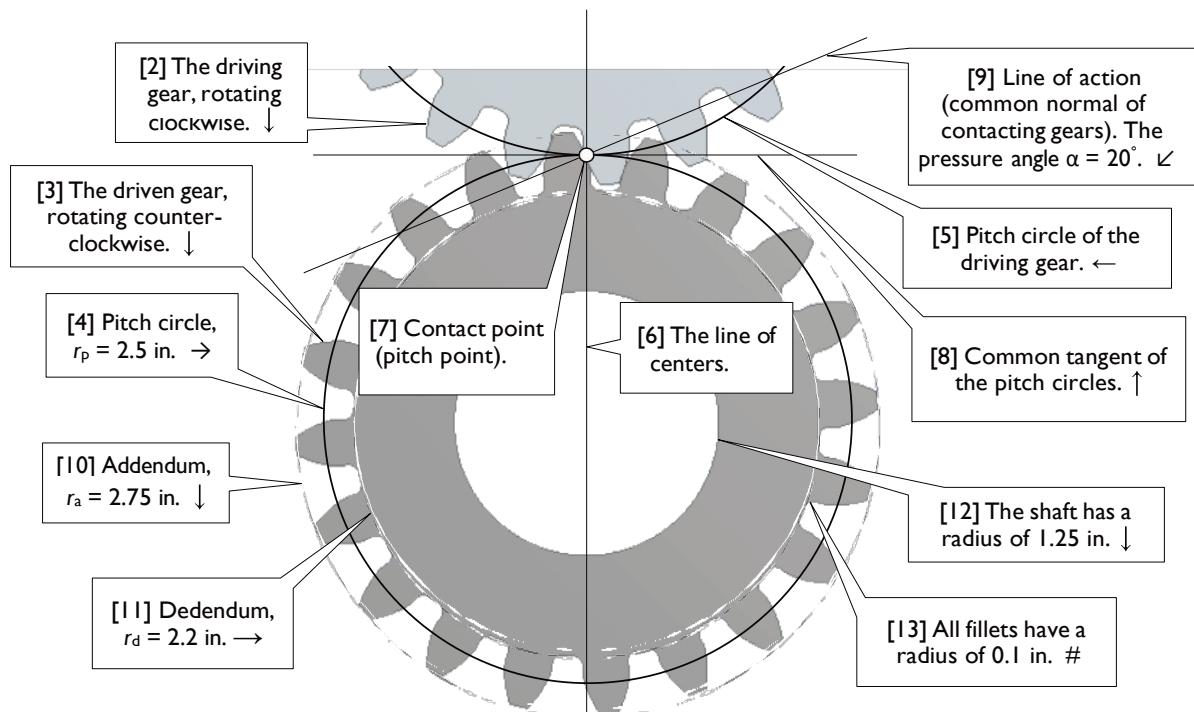 [2] The driving
gear, rotating
clockwise. ↓
[3] The driven gear,
rotating counter-
clockwise. ↓
[4] Pitch circle,
rp = 2.5 in. →
[10] Addendum,
ra = 2.75 in. ↓
[11] Dedendum,
rd = 2.2 in. →
[7] Contact point
(pitch point).
[6] The line of
centers.
[9] Line of action
(common normal of
contacting gears). The
pressure angle α = 20°. ↙
[5] Pitch circle of the
driving gear. ←
[8] Common tangent of
the pitch circles. ↑
[12] The shaft has a
radius of 1.25 in. ↓
[13] All fillets have a
radius of 0.1 in. #